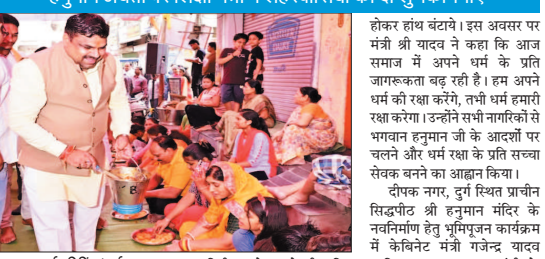 होकर हांथ बंटाये। इस अवसर पर
मंत्री श्री यादव ने कहा कि आज
समाज में अपने धर्म के प्रति
जागरूकता बढ़ रही है। हम अपने
धर्म की रक्षा करेंगे, तभी धर्म हमारी
रक्षा करेगा। उन्होंने सभी नागरिकों से
भगवान हनुमान जी के आदर्शों पर
चलने और धर्म रक्षा के प्रति सच्चा
सेवक बनने का आह्वान किया।
दीपक नगर, दुर्ग स्थित प्राचीन
सिद्धपीठ श्री हनुमान मंदिर के
नवनिर्माण हेतु भूमिपूजन कार्यक्रम
में केबिनेट मंत्री गजेन्द्र यादव